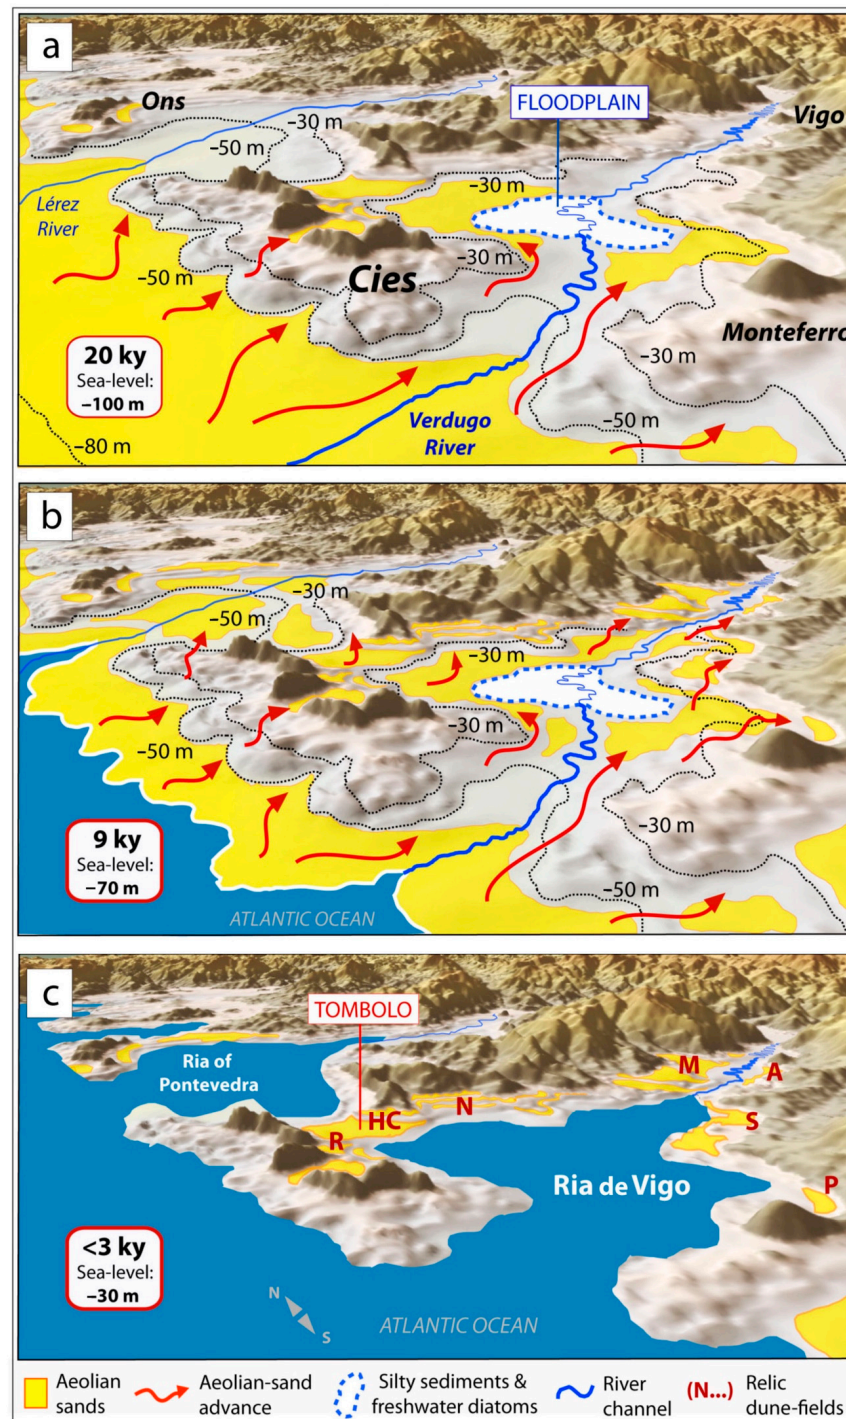 a
Ons
FLOODPLAIN
Vigo
–30 m
–50 m
–30 m
Lérez
River
–50 m
–30 m
Cies
–30 m
Monteferro
20 ky
Sea-level:
–100 m
–50 m
–80 m
Verdugo
River
b
–30 m
–50 m
–30 m
–50 m
–30 m
9 ky
Sea-level:
–70 m
–30 m
–50 m
ATLANTIC OCEAN
c
TOMBOLO
Ria of
Pontevedra
M
A
N
HC
S
R
Ria de Vigo
P
<3 ky
Sea-level:
–30 m
N
S
ATLANTIC OCEAN
Aeolian
sands
Aeolian-sand
advance
Silty sediments &
freshwater diatoms
River
channel
(N...)
Relic
dune-fields